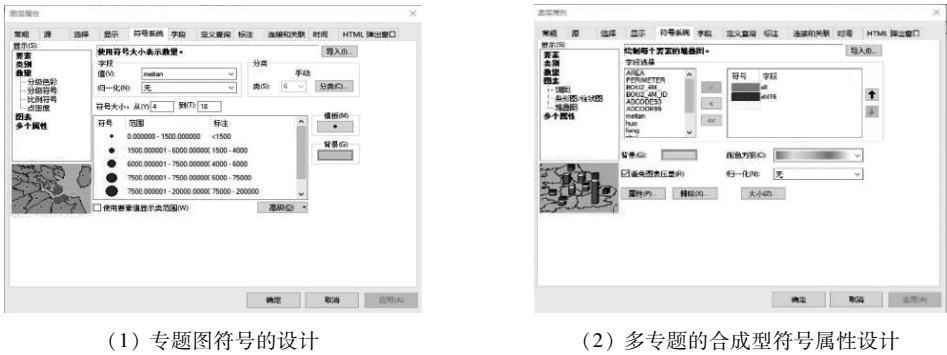 图层属性
常规 源 选择 显示 符号系统 字段 定义查询 标注 连接和关联 时间 HTML 弹出窗口
显示(S):
要素
类别
数量
分级色彩
分级符号
比例符号
点密度
图表
多个属性
使用符号大小表示数量。
导入(I)...
字段
值(V): meitan
归一化(N): 无
分类
手动
类(S): 6 分类(C)...
符号大小: 从(Y) 4 到(T): 18
符号 范围 标注
0.000000 - 1500.000000 <1500
1500.000001 - 6000.000000 1500 - 4000
6000.000001 - 7500.000000 4000 - 6000
7500.000001 - 7500.000000 6000 - 75000
7500.000001 - 20000.00000 75000 - 200000
模板(M)
背景(G)
使用要素值显示类范围(W)
高级(D)
确定 取消 应用(A)
(1) 专题图符号的设计
图层属性
常规 源 选择 显示 符号系统 字段 定义查询 标注 连接和关联 时间 HTML 弹出窗口
显示(S):
要素
类别
数量
图表
饼图
条形图/柱状图
堆叠图
多个属性
绘制每个要素的堆叠图。
导入(I)...
字段选择
AREA
PERIMETER
BOU2_4M_
BOU2_4M_ID
ADCODE93
ADCODE99
meitan
huo
feng
符号 字段
背景(G): 配色方案(C):
避免图表压盖(R) 归一化(N): 无
属性(P)... 排除(X)... 大小(Z)...
确定 取消 应用(A)
(2) 多专题的合成型符号属性设计